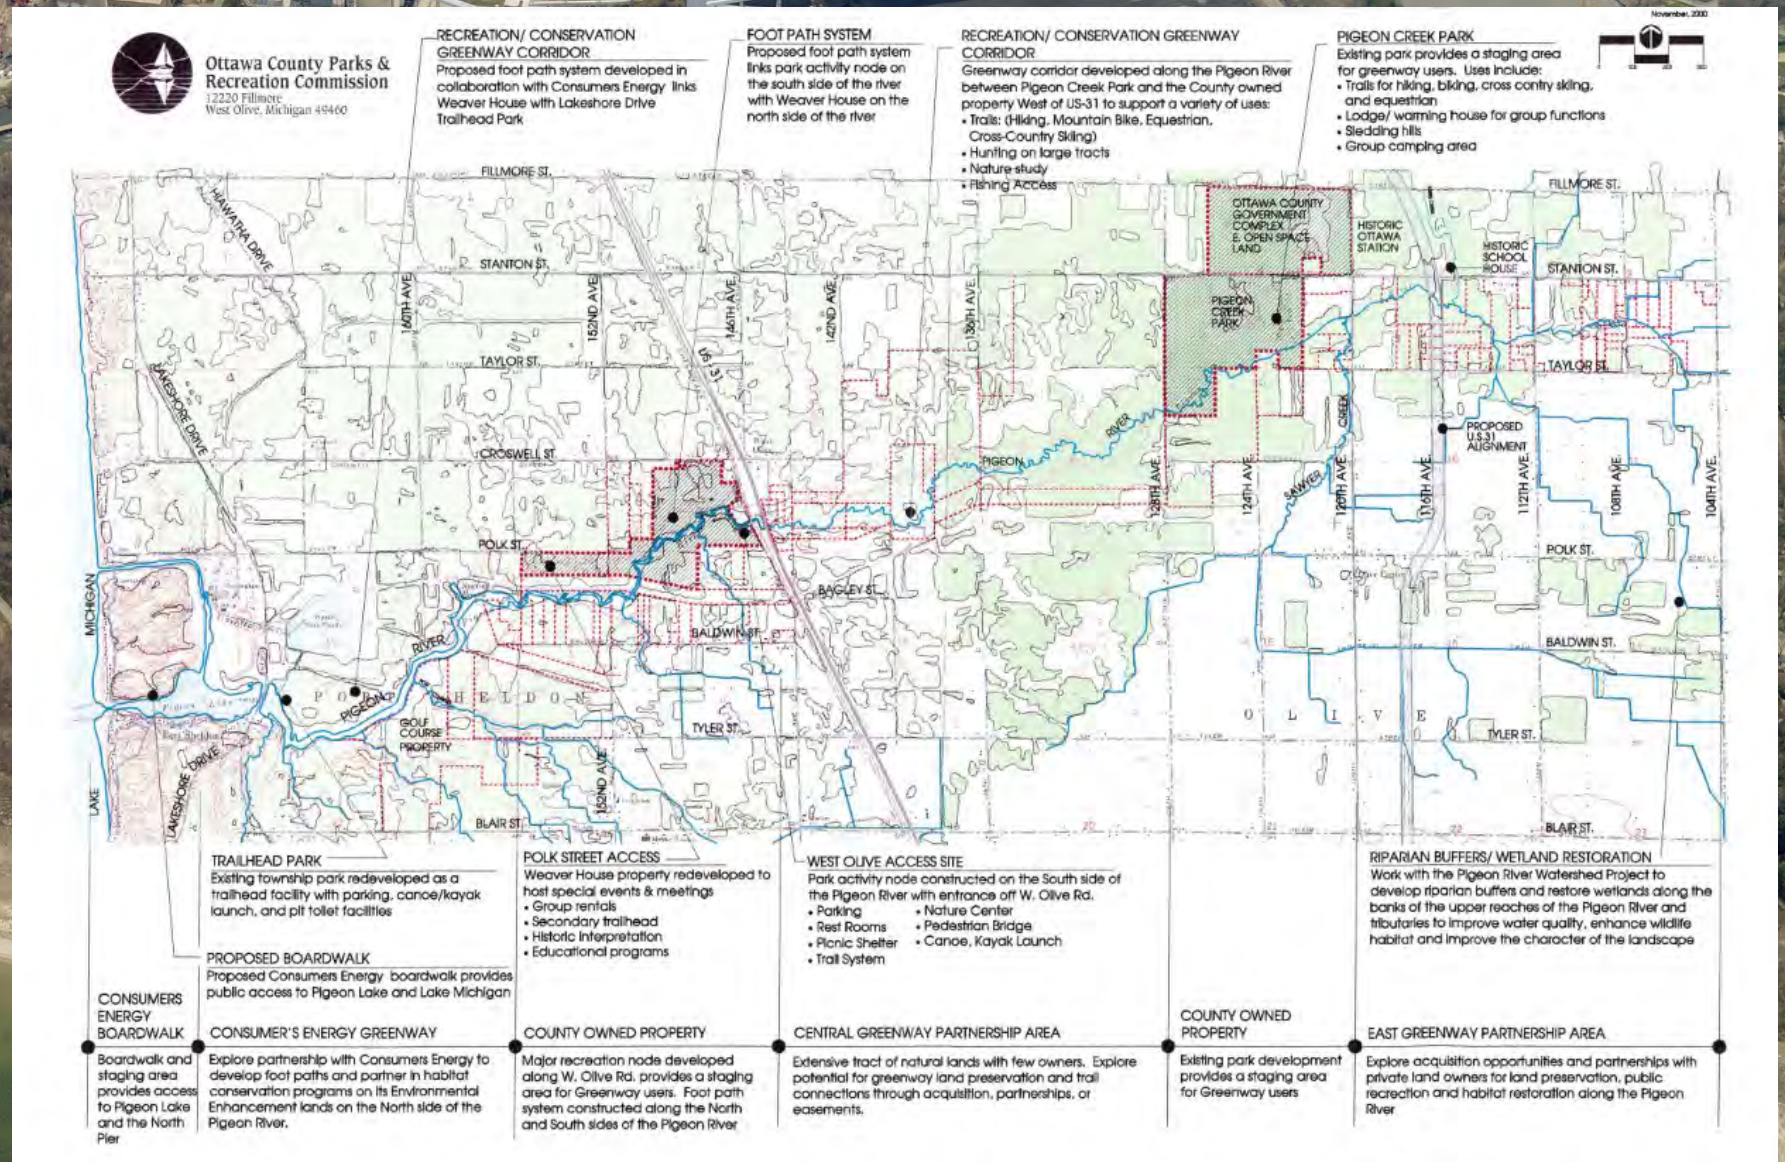 November, 2000
Ottawa County Parks &
Recreation Commission
12220 Fillmore
West Olive, Michigan 49460
RECREATION/ CONSERVATION
GREENWAY CORRIDOR
Proposed foot path system developed in
collaboration with Consumers Energy links
Weaver House with Lakeshore Drive
Trailhead Park
FOOT PATH SYSTEM
Proposed foot path system
links park activity node on
the south side of the river
with Weaver House on the
north side of the river
RECREATION/ CONSERVATION GREENWAY
CORRIDOR
Greenway corridor developed along the Pigeon River
between Pigeon Creek Park and the County owned
property West of US-31 to support a variety of uses:
• Trails: (Hiking, Mountain Bike, Equestrian,
Cross-Country Skiing)
• Hunting on large tracts
• Nature study
• Fishing Access
PIGEON CREEK PARK
Existing park provides a staging area
for greenway users. Uses include:
• Trails for hiking, biking, cross contry skiing,
and equestrian
• Lodge/ warming house for group functions
• Sledding hills
• Group camping area
FILLMORE ST.
FILLMORE ST.
HIAWATHA DRIVE
OTTAWA COUNTY
GOVERNMENT
COMPLEX
& OPEN SPACE
LAND
HISTORIC
OTTAWA
STATION
HISTORIC
SCHOOL
HOUSE
STANTON ST.
STANTON ST.
160TH AVE.
152ND AVE.
146TH AVE.
142ND AVE.
136TH AVE.
PIGEON
CREEK
PARK
US - 31
TAYLOR ST.
TAYLOR ST.
LAKESHORE DRIVE
RIVER
CREEK
PROPOSED
U.S.31
ALIGNMENT
CROSWELL ST.
PIGEON
SAWYER
128TH AVE.
124TH AVE.
120TH AVE.
116TH AVE.
112TH AVE.
108TH AVE.
104TH AVE.
POLK ST.
POLK ST.
MICHIGAN
BAGLEY ST.
BALDWIN ST.
BALDWIN ST.
RIVER
PORT SHELDON
PIGEON
GOLF
COURSE
PROPERTY
OLIVE
TYLER ST.
TYLER ST.
LAKESHORE DRIVE
LAKE
152ND AVE.
BLAIR ST.
BLAIR ST.
TRAILHEAD PARK
Existing township park redeveloped as a
trailhead facility with parking, canoe/kayak
launch, and pit toilet facilities
PROPOSED BOARDWALK
Proposed Consumers Energy boardwalk provides
public access to Pigeon Lake and Lake Michigan
POLK STREET ACCESS
Weaver House property redeveloped to
host special events & meetings
• Group rentals
• Secondary trailhead
• Historic Interpretation
• Educational programs
WEST OLIVE ACCESS SITE
Park activity node constructed on the South side of
the Pigeon River with entrance off W. Olive Rd.
• Parking • Nature Center
• Rest Rooms • Pedestrian Bridge
• Picnic Shelter • Canoe, Kayak Launch
• Trail System
RIPARIAN BUFFERS/ WETLAND RESTORATION
Work with the Pigeon River Watershed Project to
develop riparian buffers and restore wetlands along the
banks of the upper reaches of the Pigeon River and
tributaries to improve water quality, enhance wildlife
habitat and improve the character of the landscape
CONSUMERS
ENERGY
BOARDWALK
Boardwalk and
staging area
provides access
to Pigeon Lake
and the North
Pier
CONSUMER'S ENERGY GREENWAY
Explore partnership with Consumers Energy to
develop foot paths and partner in habitat
conservation programs on its Environmental
Enhancement lands on the North side of the
Pigeon River.
COUNTY OWNED PROPERTY
Major recreation node developed
along W. Olive Rd. provides a staging
area for Greenway users. Foot path
system constructed along the North
and South sides of the Pigeon River
CENTRAL GREENWAY PARTNERSHIP AREA
Extensive tract of natural lands with few owners. Explore
potential for greenway land preservation and trail
connections through acquisition, partnerships, or
easements.
COUNTY OWNED
PROPERTY
Existing park development
provides a staging area
for Greenway users
EAST GREENWAY PARTNERSHIP AREA
Explore acquisition opportunities and partnerships with
private land owners for land preservation, public
recreation and habitat restoration along the Pigeon
River